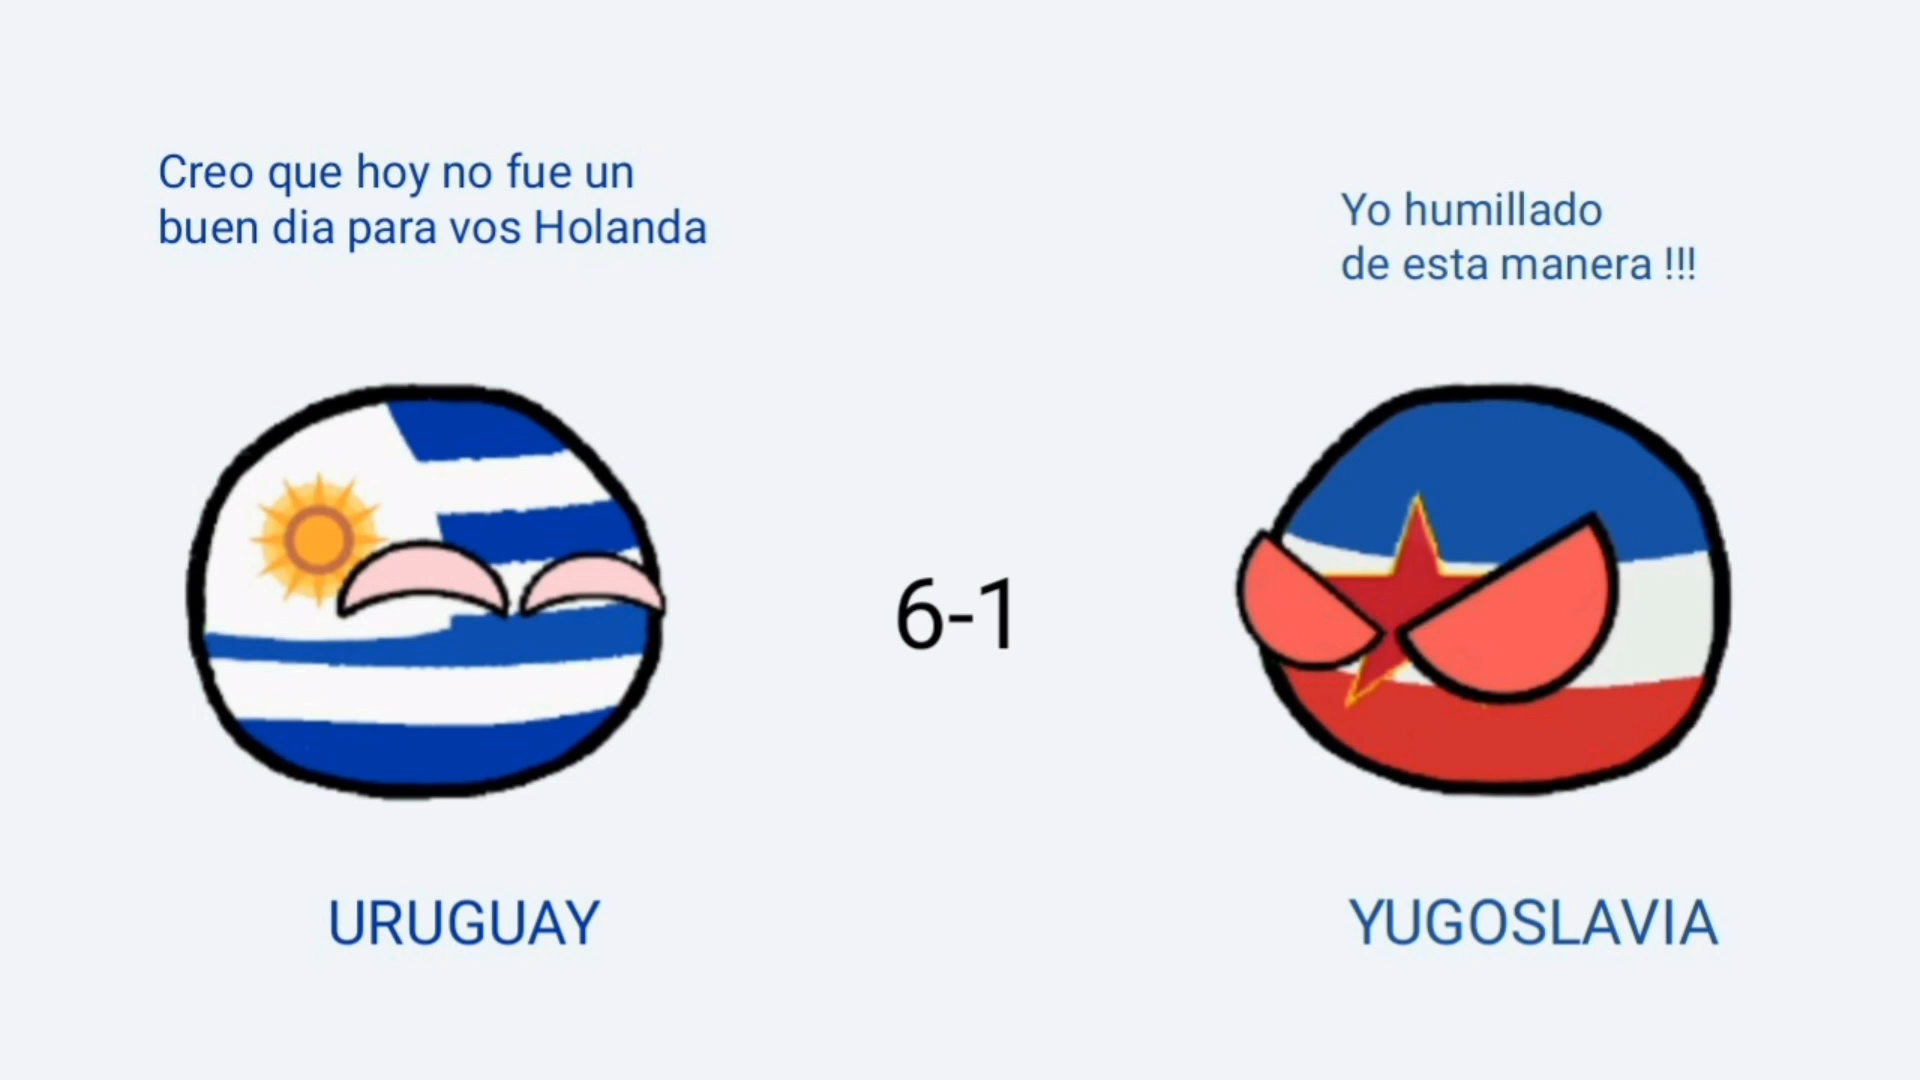 Creo que hoy no fue un
buen dia para vos Holanda
Yo humillado
de esta manera !!!
6-1
URUGUAY
YUGOSLAVIA